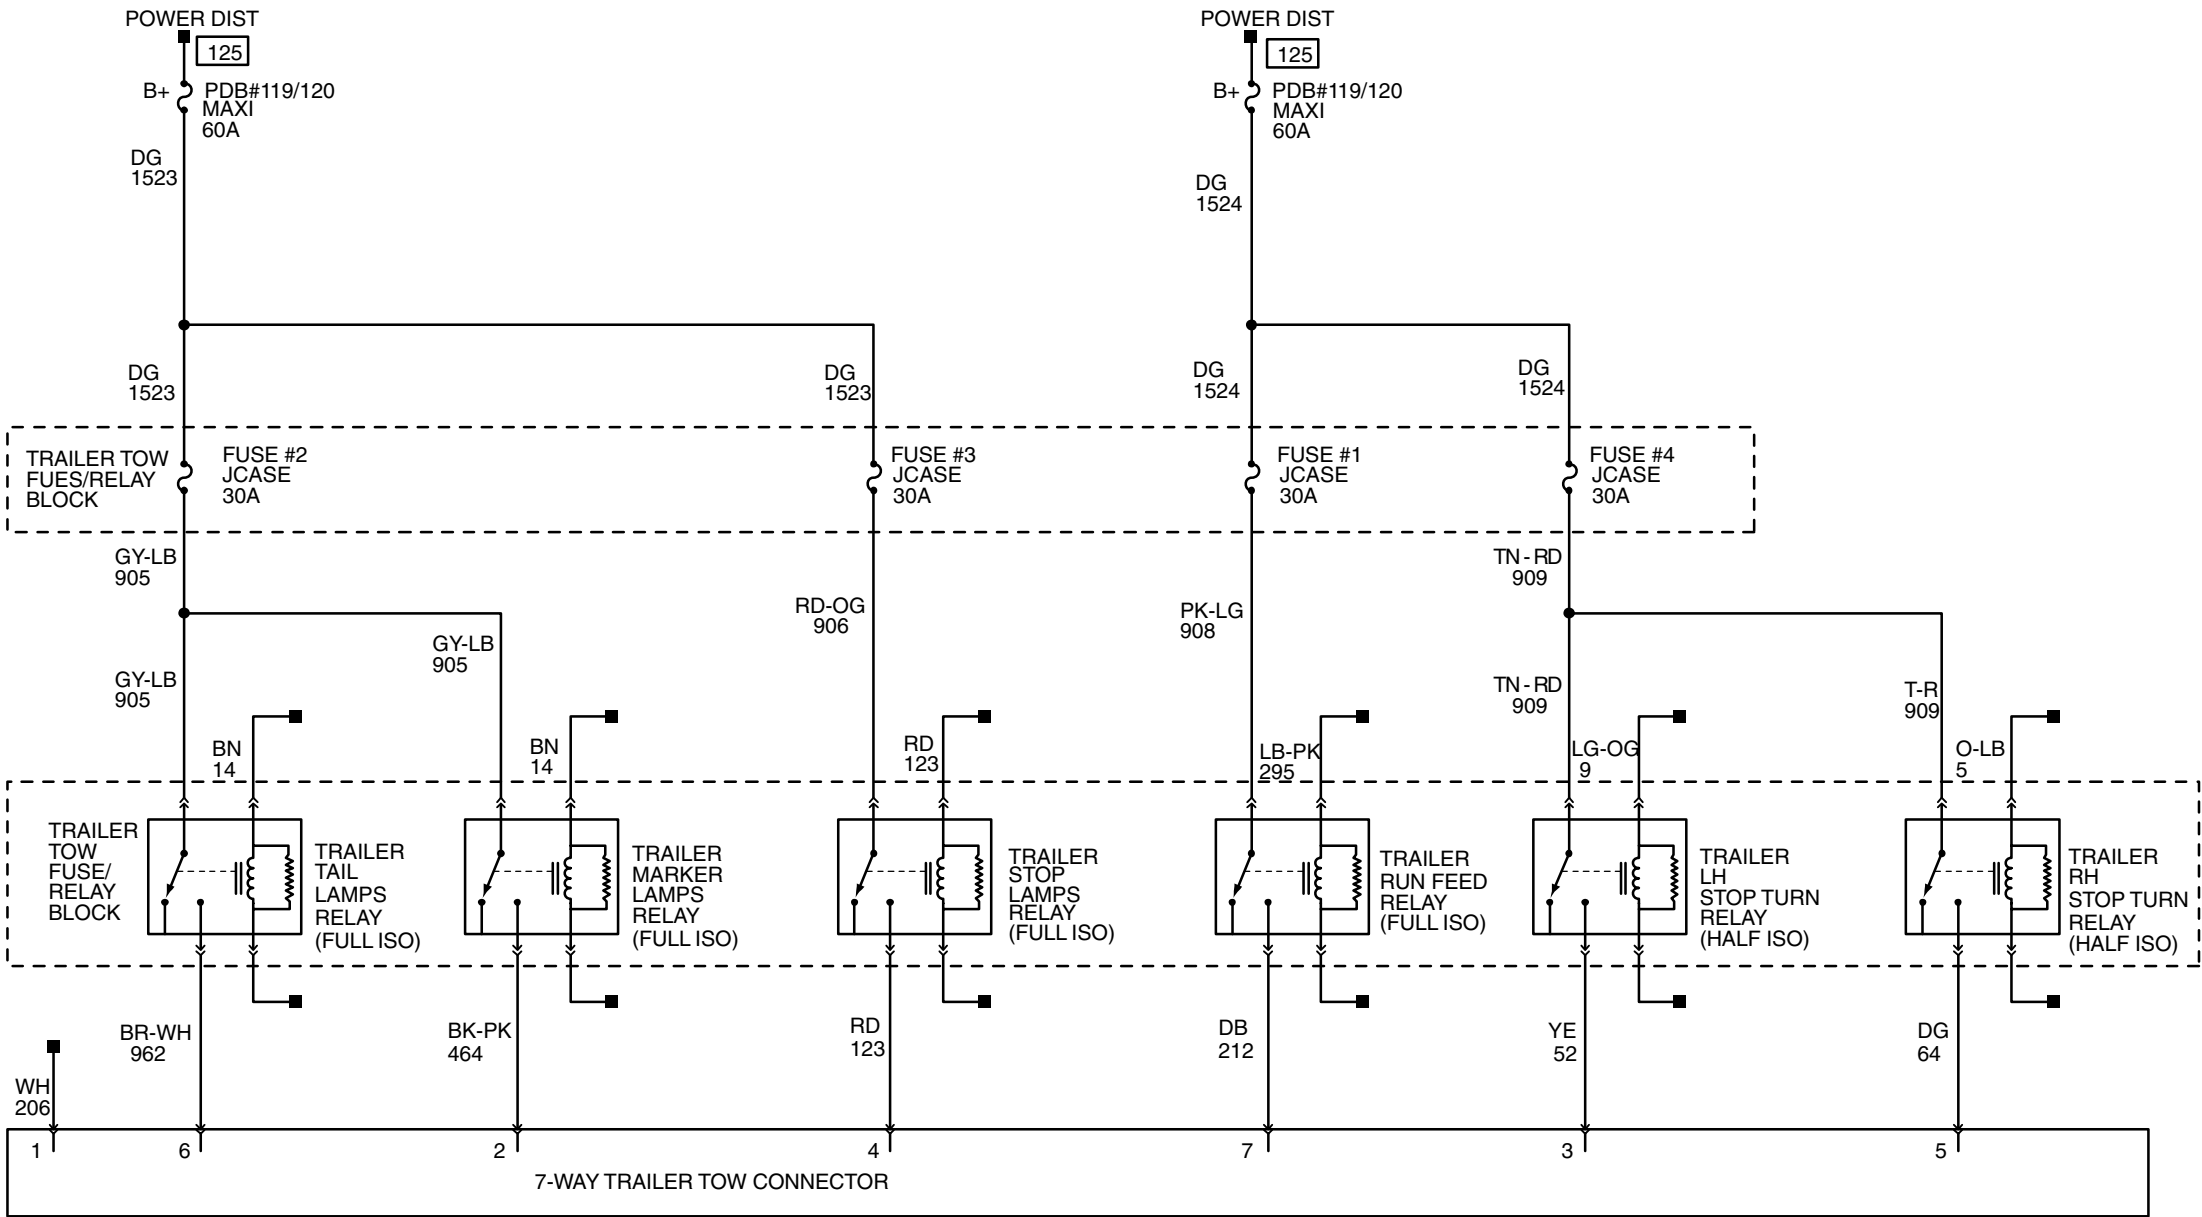 POWER DIST
125
B+
PDB#119/120
MAXI
60A
DG
1523
POWER DIST
125
B+
PDB#119/120
MAXI
60A
DG
1524
DG
1523
DG
1523
DG
1524
DG
1524
TRAILER TOW
FUES/RELAY
BLOCK
FUSE #2
JCASE
30A
FUSE #3
JCASE
30A
FUSE #1
JCASE
30A
FUSE #4
JCASE
30A
GY-LB
905
GY-LB
905
GY-LB
905
RD-OG
906
PK-LG
908
TN-RD
909
TN-RD
909
T-R
909
BN
14
BN
14
RD
123
LB-PK
295
LG-OG
9
O-LB
5
TRAILER
TOW
FUSE/
RELAY
BLOCK
TRAILER
TAIL
LAMPS
RELAY
(FULL ISO)
TRAILER
MARKER
LAMPS
RELAY
(FULL ISO)
TRAILER
STOP
LAMPS
RELAY
(FULL ISO)
TRAILER
RUN FEED
RELAY
(FULL ISO)
TRAILER
LH
STOP TURN
RELAY
(HALF ISO)
TRAILER
RH
STOP TURN
RELAY
(HALF ISO)
WH
206
BR-WH
962
BK-PK
464
RD
123
DB
212
YE
52
DG
64
1
6
2
4
7
3
5
7-WAY TRAILER TOW CONNECTOR